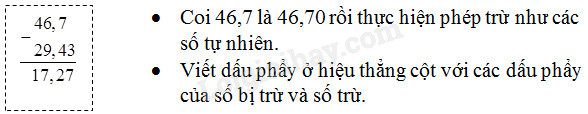 46,7
−
29,43
17,27
• Coi 46,7 là 46,70 rồi thực hiện phép trừ như các
số tự nhiên.
• Viết dấu phẩy ở hiệu thẳng cột với các dấu phẩy
của số bị trừ và số trừ.